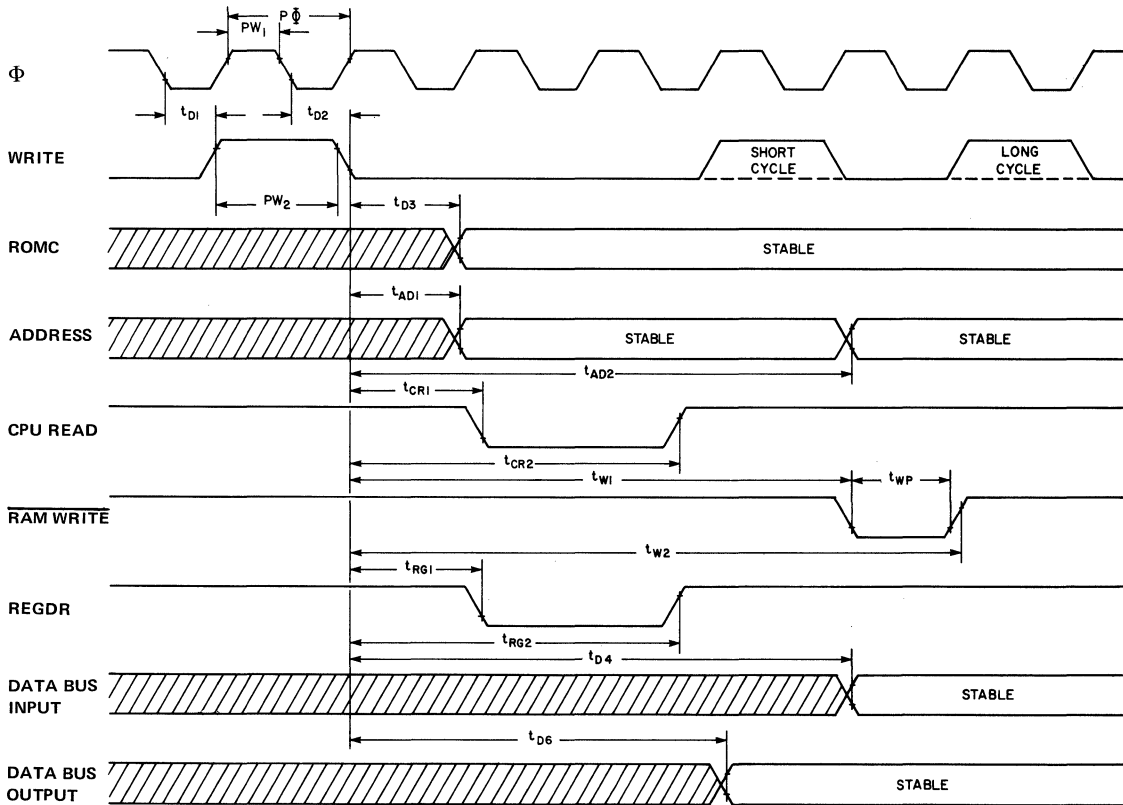 PΦ
PW1
Φ
tD1 tD2
WRITE SHORT CYCLE LONG CYCLE
PW2 tD3
ROMC STABLE
tAD1
ADDRESS STABLE STABLE
tAD2
tCR1
CPU READ
tCR2
tW1 tWP
RAM WRITE
tW2
tRG1
REGDR
tRG2
tD4
DATA BUS INPUT STABLE
tD6
DATA BUS OUTPUT STABLE